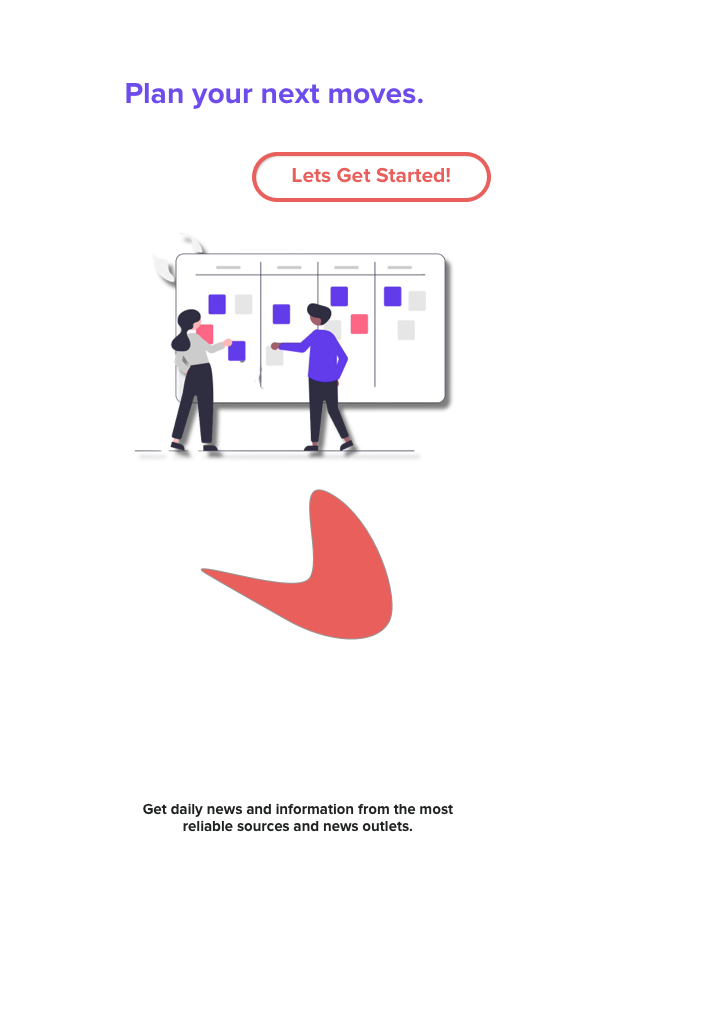 Plan your next moves.
Lets Get Started!
Get daily news and information from the most
reliable sources and news outlets.